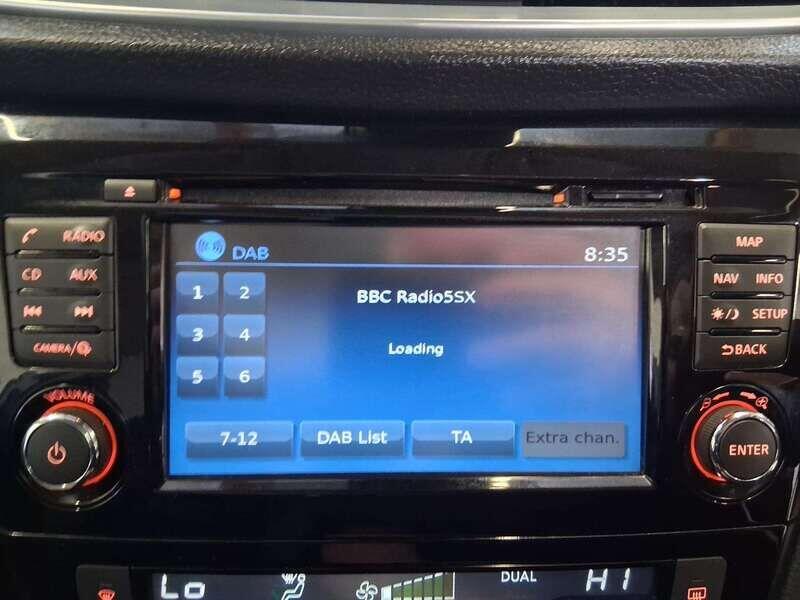 RADIO
CD AUX
CAMERA/
VOLUME
DAB 8:35
1 2
3 4
5 6
BBC Radio5SX
Loading
7-12 DAB List TA Extra chan.
MAP
NAV INFO
SETUP
BACK
ENTER
Lo DUAL HI